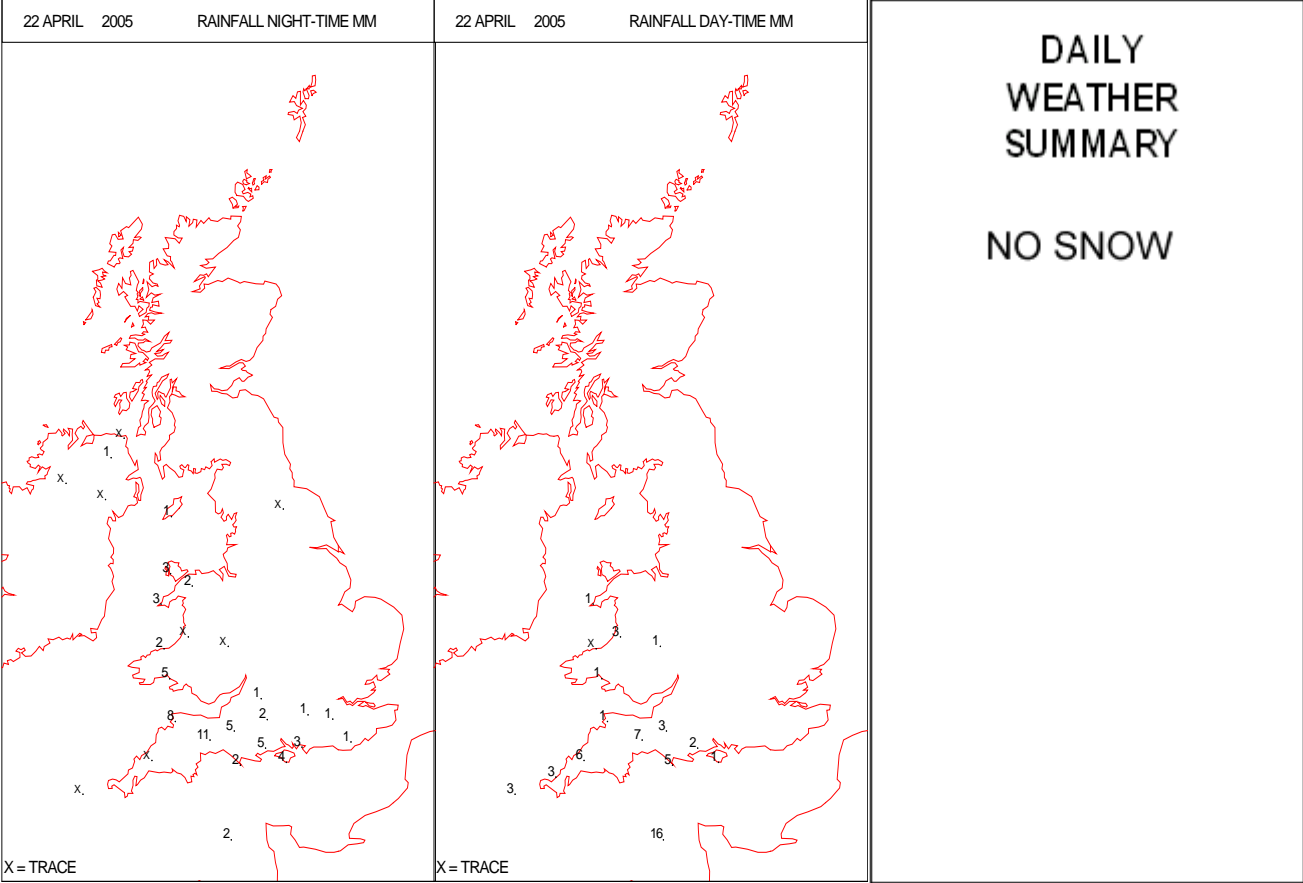 22 APRIL 2005 RAINFALL NIGHT-TIME MM
X.
1.
X.
X.
1.
X.
3.
2.
3.
X.
2.
X.
5.
1.
8.
2.
1.
1.
5.
11.
5.
3.
1.
X.
2.
4.
X.
2.
X = TRACE
22 APRIL 2005 RAINFALL DAY-TIME MM
1.
3.
X.
1.
1.
1.
3.
7.
2.
6.
5.
1.
3.
3.
16.
X = TRACE
DAILY
WEATHER
SUMMARY
NO SNOW